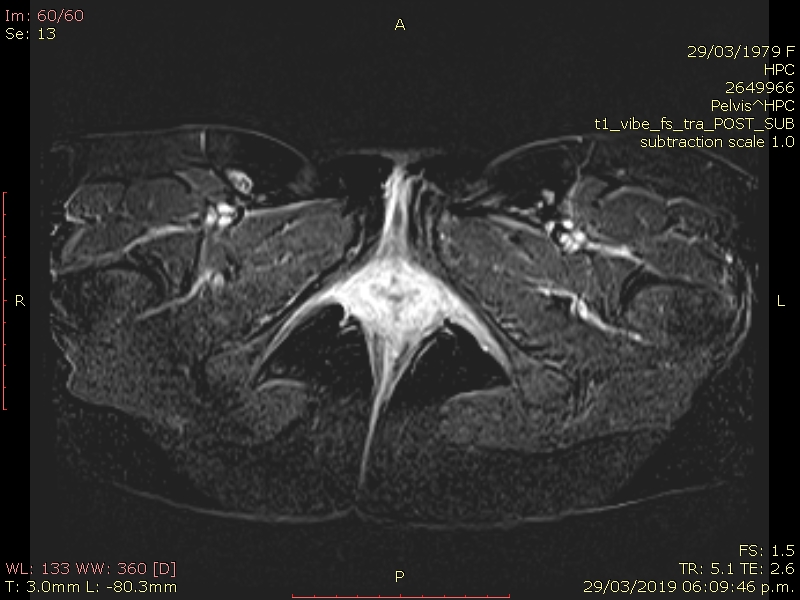 Im: 60/60
Se: 13
A
29/03/1979 F
HPC
2649966
Pelvis^HPC
t1_vibe_fs_tra_POST_SUB
subtraction scale 1.0
R
L
WL: 133 WW: 360 [D]
T: 3.0mm L: -80.3mm
P
FS: 1.5
TR: 5.1 TE: 2.6
29/03/2019 06:09:46 p.m.